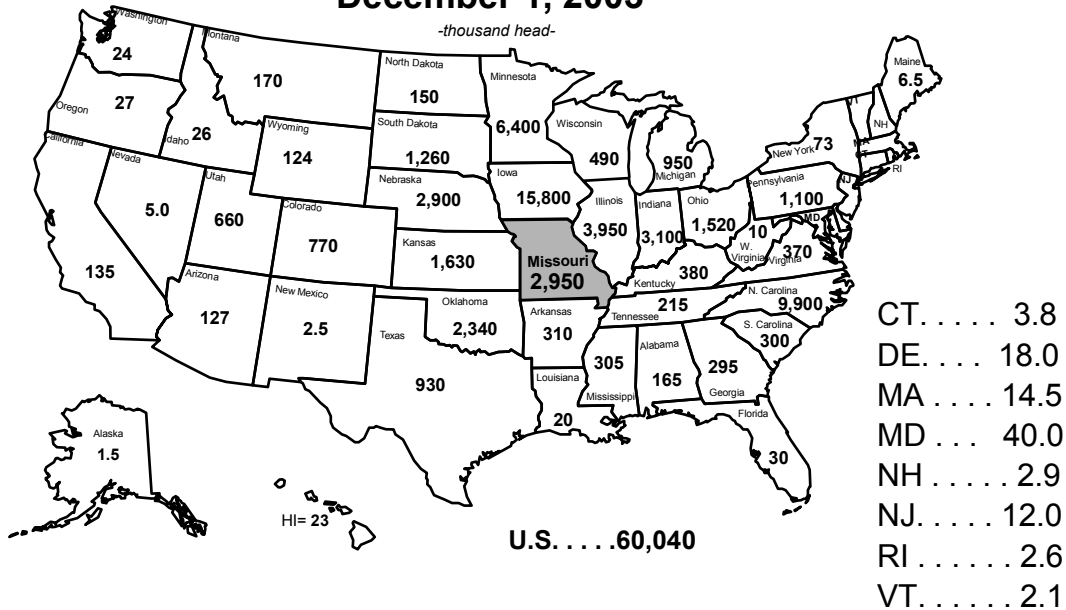 December 1, 2003
-thousand head-
Washington
24
Montana
170
North Dakota
150
Minnesota
6,400
Maine
6.5
Oregon
27
Idaho
26
Wyoming
124
South Dakota
1,260
Wisconsin
490
950
Michigan
VT
NH
New York 73
MA
CT
RI
California
135
Nevada
5.0
Utah
660
Colorado
770
Nebraska
2,900
Iowa
15,800
Illinois
3,950
Indiana
3,100
Ohio
1,520
Pennsylvania
1,100
NJ
MD
10
W.
Virginia
370
Virginia
Kansas
1,630
Missouri
2,950
380
Kentucky
215
Tennessee
N. Carolina
9,900
Arizona
127
New Mexico
2.5
Texas
930
Oklahoma
2,340
Arkansas
310
S. Carolina
300
305
Mississippi
Alabama
165
295
Georgia
Louisiana
20
Florida
30
Alaska
1.5
HI= 23
U.S. . . . .60,040
CT. . . . . 3.8
DE. . . . 18.0
MA . . . . 14.5
MD . . . 40.0
NH . . . . . 2.9
NJ. . . . . 12.0
RI . . . . . . 2.6
VT. . . . . . 2.1